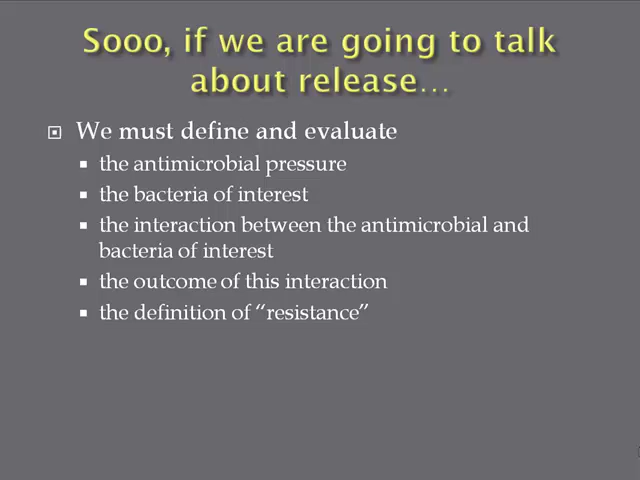 Sooo, if we are going to talk
about release...
We must define and evaluate
the antimicrobial pressure
the bacteria of interest
the interaction between the antimicrobial and
bacteria of interest
the outcome of this interaction
the definition of “resistance”